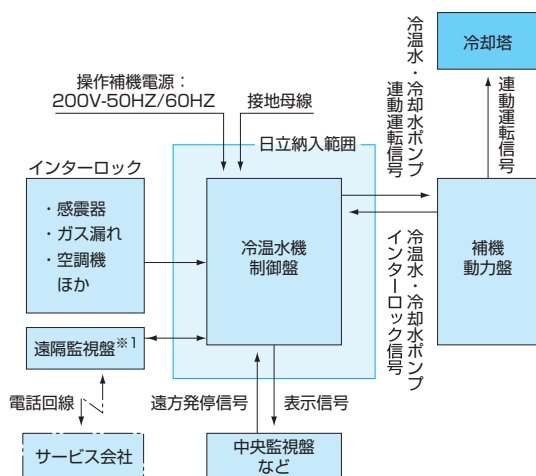 操作補機電源：
200V-50HZ/60HZ
接地母線
冷温水・冷却水ポンプ
連動運転信号
冷却塔
連動運転信号
日立納入範囲
インターロック
・感震器
・ガス漏れ
・空調機
ほか
冷温水機
制御盤
補機
動力盤
冷温水・冷却水ポンプ
インターロック信号
遠隔監視盤※1
電話回線
遠方発停信号
表示信号
サービス会社
中央監視盤
など